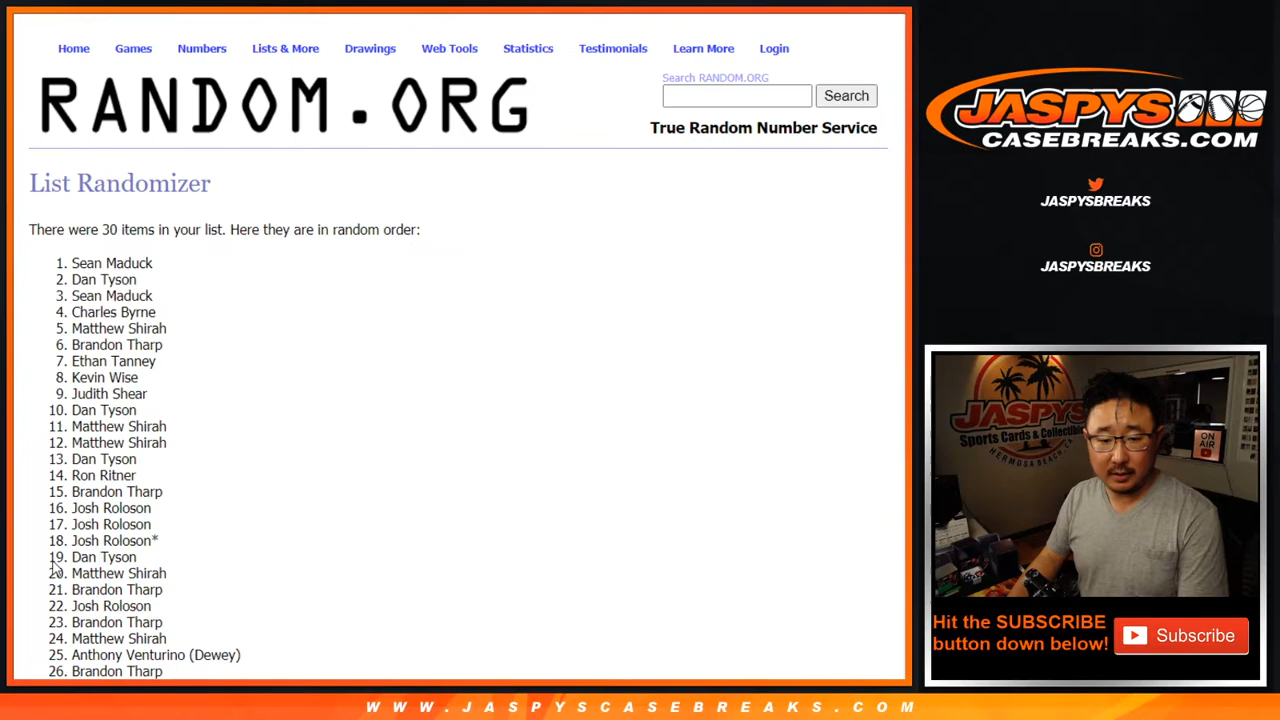 Home Games Numbers Lists & More Drawings Web Tools Statistics Testimonials Learn More Login
RANDOM.ORG
Search RANDOM.ORG
Search
True Random Number Service
List Randomizer
There were 30 items in your list. Here they are in random order:
1. Sean Maduck
2. Dan Tyson
3. Sean Maduck
4. Charles Byrne
5. Matthew Shirah
6. Brandon Tharp
7. Ethan Tanney
8. Kevin Wise
9. Judith Shear
10. Dan Tyson
11. Matthew Shirah
12. Matthew Shirah
13. Dan Tyson
14. Ron Ritner
15. Brandon Tharp
16. Josh Roloson
17. Josh Roloson
18. Josh Roloson*
19. Dan Tyson
20. Matthew Shirah
21. Brandon Tharp
22. Josh Roloson
23. Brandon Tharp
24. Matthew Shirah
25. Anthony Venturino (Dewey)
26. Brandon Tharp
JASPYS
CASEBREAKS.COM
JASPYSBREAKS
JASPYSBREAKS
JASPYS
Sports Cards & Collectibles
HERMOSA BEACH, CA
ON AIR
Hit the SUBSCRIBE
button down below!
Subscribe
WWW.JASPYSCASEBREAKS.COM